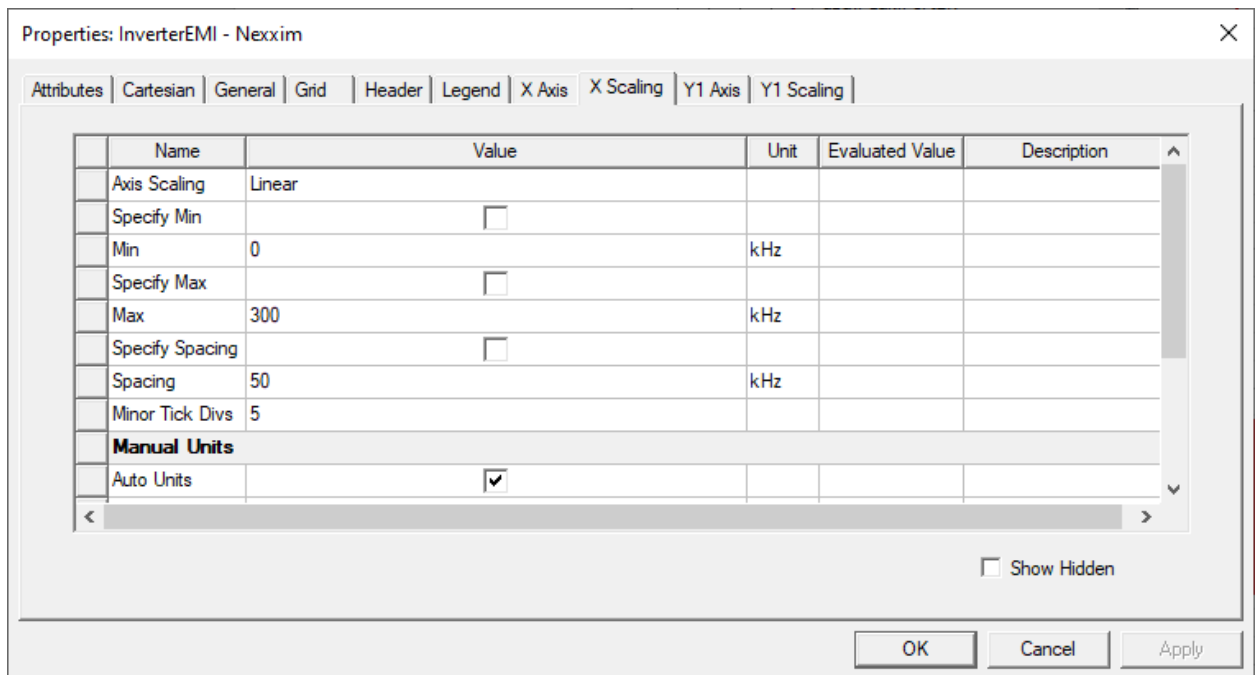 Properties: InverterEMI - Nexxim
Attributes Cartesian General Grid Header Legend X Axis X Scaling Y1 Axis Y1 Scaling
Name Value Unit Evaluated Value Description
Axis Scaling Linear
Specify Min
Min 0 kHz
Specify Max
Max 300 kHz
Specify Spacing
Spacing 50 kHz
Minor Tick Divs 5
Manual Units
Auto Units
Show Hidden
OK Cancel Apply